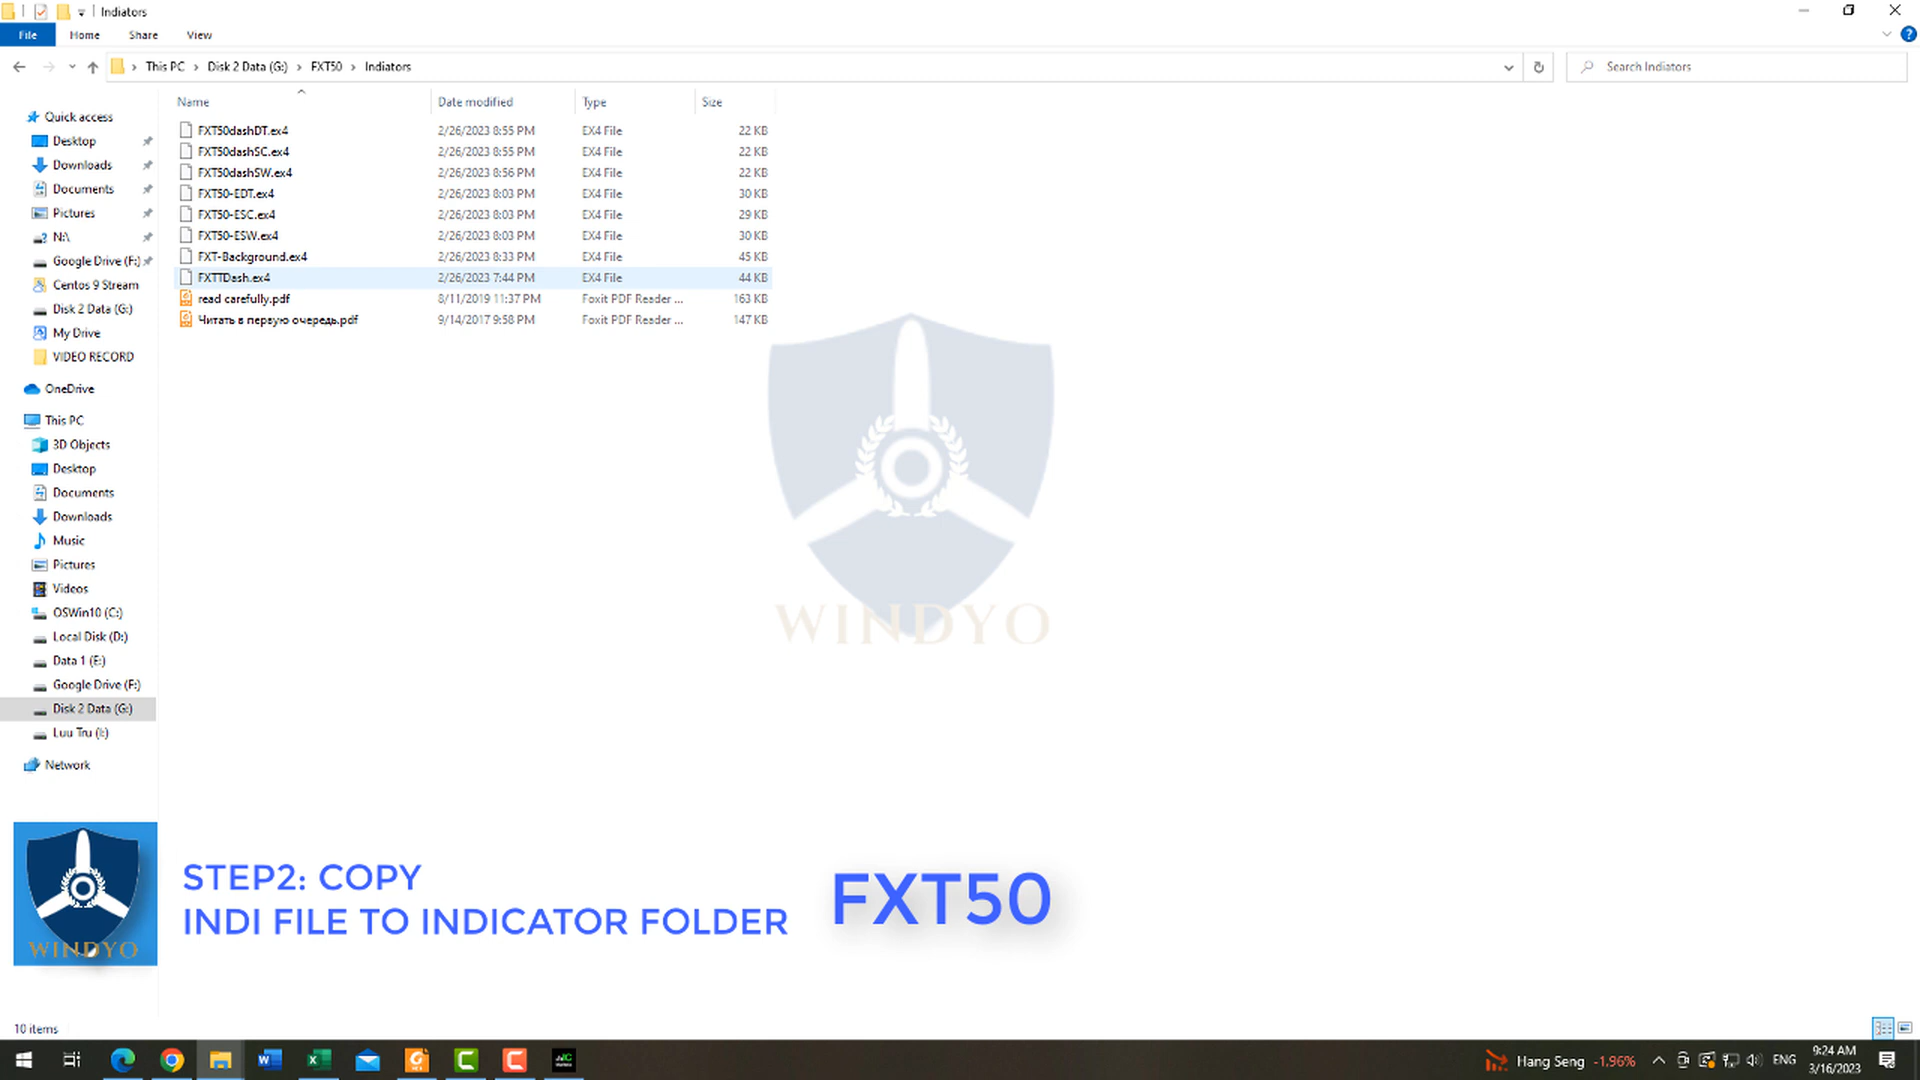 Indiators
File Home Share View
This PC Disk 2 Data (G:) FXT50 Indiators
Search Indiators
Name Date modified Type Size
FXT50dashDT.ex4 2/26/2023 8:55 PM EX4 File 22 KB
FXT50dashSC.ex4 2/26/2023 8:55 PM EX4 File 22 KB
FXT50dashSW.ex4 2/26/2023 8:56 PM EX4 File 22 KB
FXT50-EDT.ex4 2/26/2023 8:03 PM EX4 File 30 KB
FXT50-ESC.ex4 2/26/2023 8:03 PM EX4 File 29 KB
FXT50-ESW.ex4 2/26/2023 8:03 PM EX4 File 30 KB
FXT-Background.ex4 2/26/2023 8:33 PM EX4 File 45 KB
FXTTDash.ex4 2/26/2023 7:44 PM EX4 File 44 KB
read carefully.pdf 8/11/2019 11:37 PM Foxit PDF Reader ... 163 KB
Читать в первую очередь.pdf 9/14/2017 9:58 PM Foxit PDF Reader ... 147 KB
Quick access
Desktop
Downloads
Documents
Pictures
N:\
Google Drive (F:)
Centos 9 Stream
Disk 2 Data (G:)
My Drive
VIDEO RECORD
OneDrive
This PC
3D Objects
Desktop
Documents
Downloads
Music
Pictures
Videos
OSWin10 (C:)
Local Disk (D:)
Data 1 (E:)
Google Drive (F:)
Disk 2 Data (G:)
Luu Tru (I:)
Network
WINDYO
WINDYO
STEP2: COPY
INDI FILE TO INDICATOR FOLDER
FXT50
10 items
Hang Seng -1.96%
ENG
9:24 AM
3/16/2023